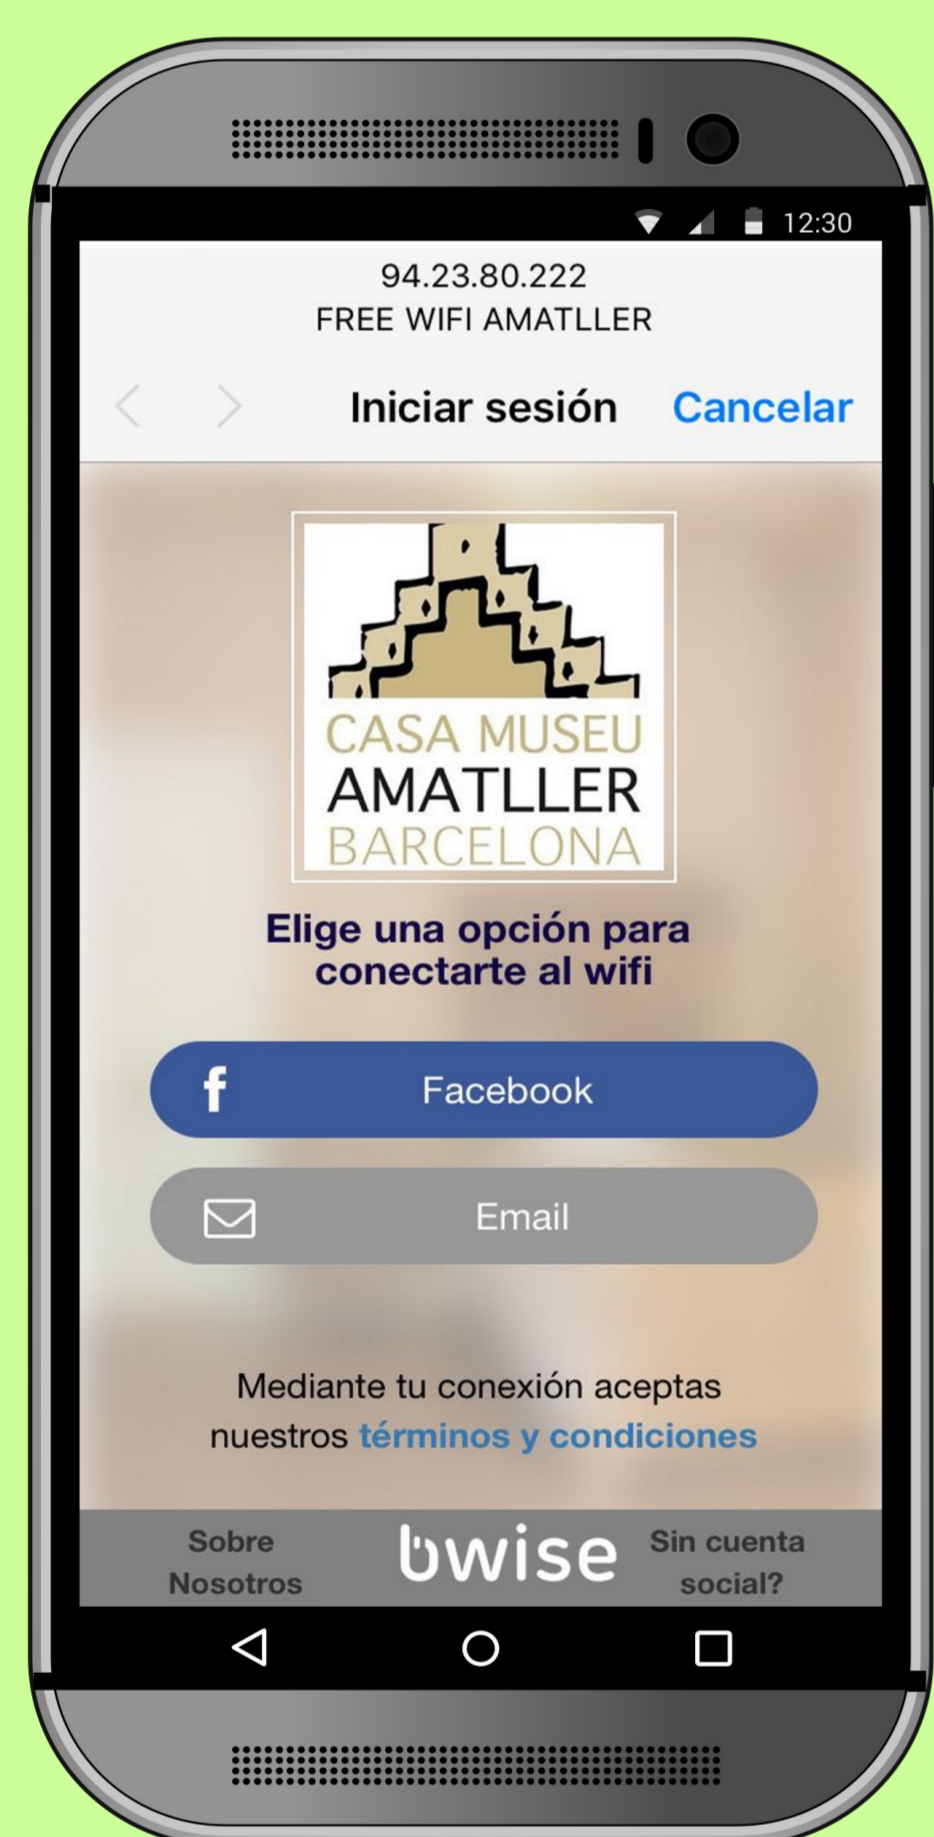 12:30
94.23.80.222
FREE WIFI AMATLLER
Iniciar sesión Cancelar
CASA MUSEU
AMATLLER
BARCELONA
Elige una opción para
conectarte al wifi
f Facebook
Email
Mediante tu conexión aceptas
nuestros términos y condiciones
Sobre
Nosotros
bwise
Sin cuenta
social?